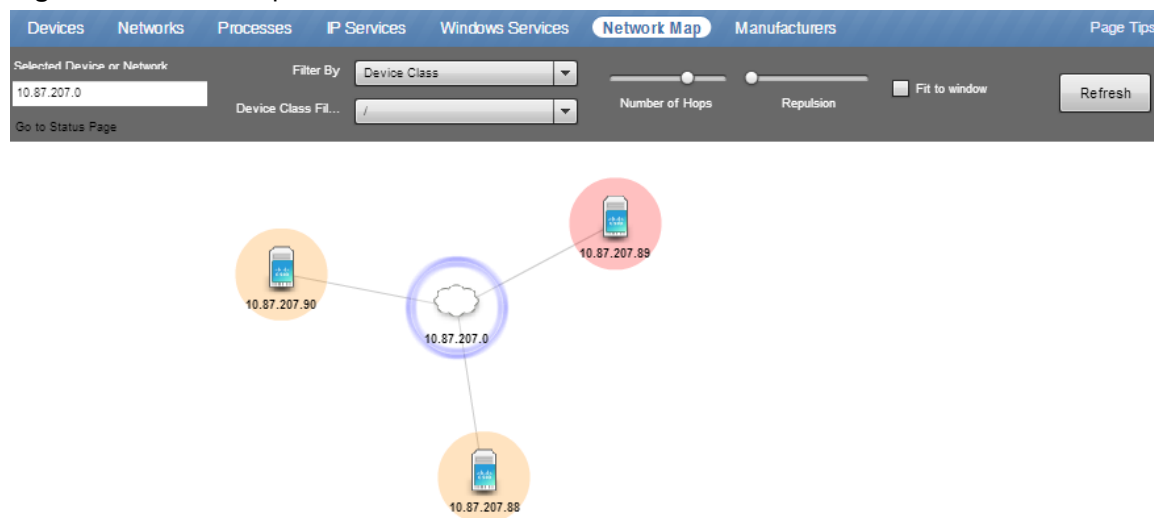 Devices Networks Processes IP Services Windows Services Network Map Manufacturers Page Tips
Selected Device or Network
10.87.207.0
Go to Status Page
Filter By Device Class
Device Class Fil... /
Number of Hops
Repulsion
Fit to window
Refresh
10.87.207.89
10.87.207.90
10.87.207.0
10.87.207.88